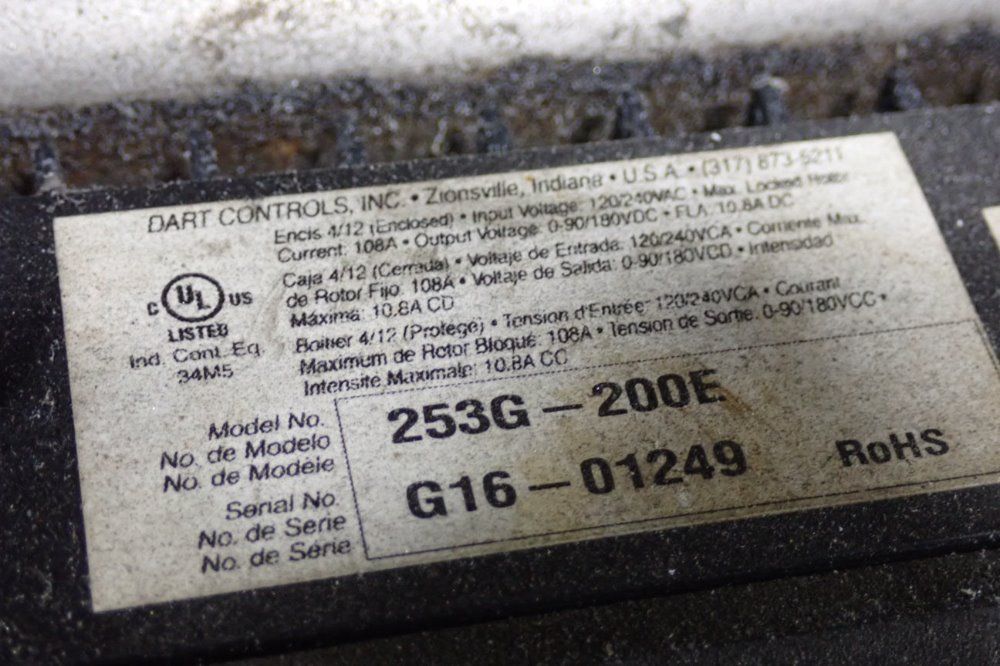 DART CONTROLS, INC. • Zionsville, Indiana • U.S.A. • (317) 873-5211
Encls 4/12 (Enclosed) • Input Voltage: 120/240VAC • Max. Locked Rotor
Current: 108A • Output Voltage: 0-90/180VDC • FLA: 10.8A DC
Caja 4/12 (Cerrada) • Voltaje de Entrada: 120/240VCA • Corriente Max.
de Rotor Fijo: 108A • Voltaje de Salida: 0-90/180VCD • Intensidad
Máxima: 10.8A CD
Boitier 4/12 (Protege) • Tension d'Entrée: 120/240VCA • Courant
Maximum de Rotor Bloque: 108A • Tension de Sortie: 0-90/180VCC •
Intensite Maximale: 10.8A CC
C UL US
LISTED
Ind. Cont. Eq.
34M5
Model No.
No. de Modelo
No. de Modèle
253G-200E
Serial No.
No. de Serie
No. de Série
G16-01249
RoHS